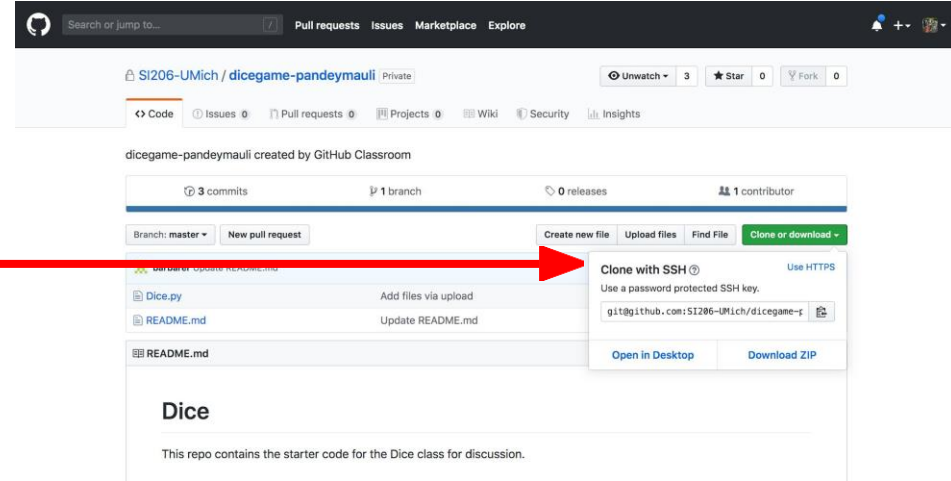 Search or jump to... / Pull requests Issues Marketplace Explore
SI206-UMich / dicegame-pandeymauli Private Unwatch 3 Star 0 Fork 0
Code Issues 0 Pull requests 0 Projects 0 Wiki Security Insights
dicegame-pandeymauli created by GitHub Classroom
3 commits 1 branch 0 releases 1 contributor
Branch: master New pull request Create new file Upload files Find File Clone or download
barbarer Update README.md
Clone with SSH Use HTTPS
Use a password protected SSH key.
git@github.com:SI206-UMich/dicegame-p
Open in Desktop Download ZIP
Dice.py Add files via upload
README.md Update README.md
README.md
Dice
This repo contains the starter code for the Dice class for discussion.